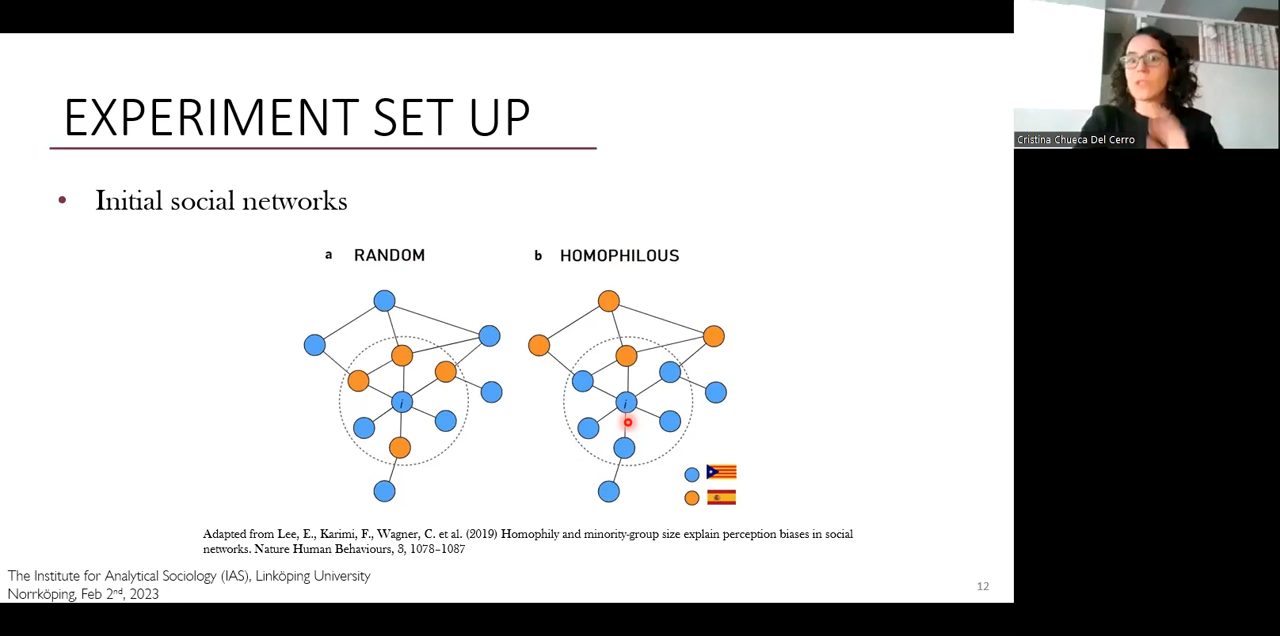 EXPERIMENT SET UP
• Initial social networks
a RANDOM
b HOMOPHILOUS
i
i
Adapted from Lee, E., Karimi, F., Wagner, C. et al. (2019) Homophily and minority-group size explain perception biases in social
networks. Nature Human Behaviours, 3, 1078–1087
The Institute for Analytical Sociology (IAS), Linköping University
Norrköping, Feb 2nd, 2023
12
Cristina Chueca Del Cerro